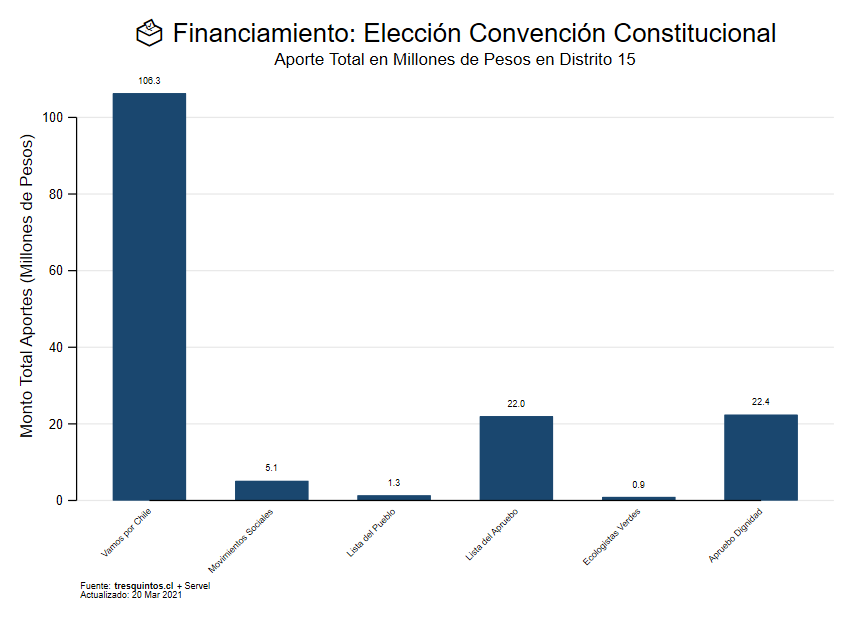 Financiamiento: Elección Convención Constitucional
Aporte Total en Millones de Pesos en Distrito 15
Monto Total Aportes (Millones de Pesos)
100
80
60
40
20
0
106.3
5.1
1.3
22.0
0.9
22.4
Vamos por Chile
Movimientos Sociales
Lista del Pueblo
Lista del Apruebo
Ecologistas Verdes
Apruebo Dignidad
Fuente: tresquintos.cl + Servel
Actualizado: 20 Mar 2021